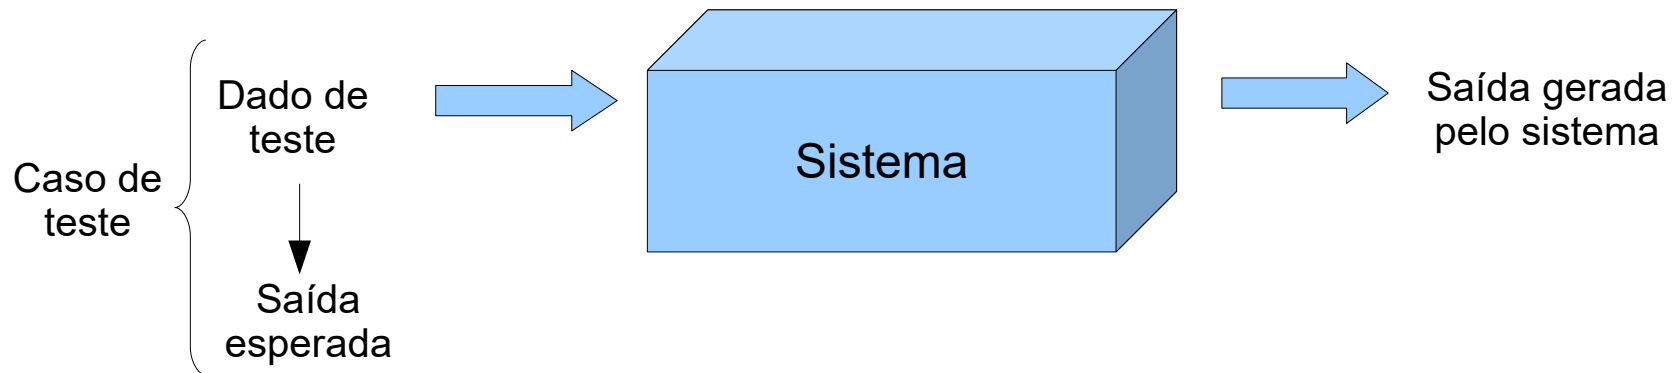 Caso de
teste
Dado de
teste
Saída
esperada
Sistema
Saída gerada
pelo sistema